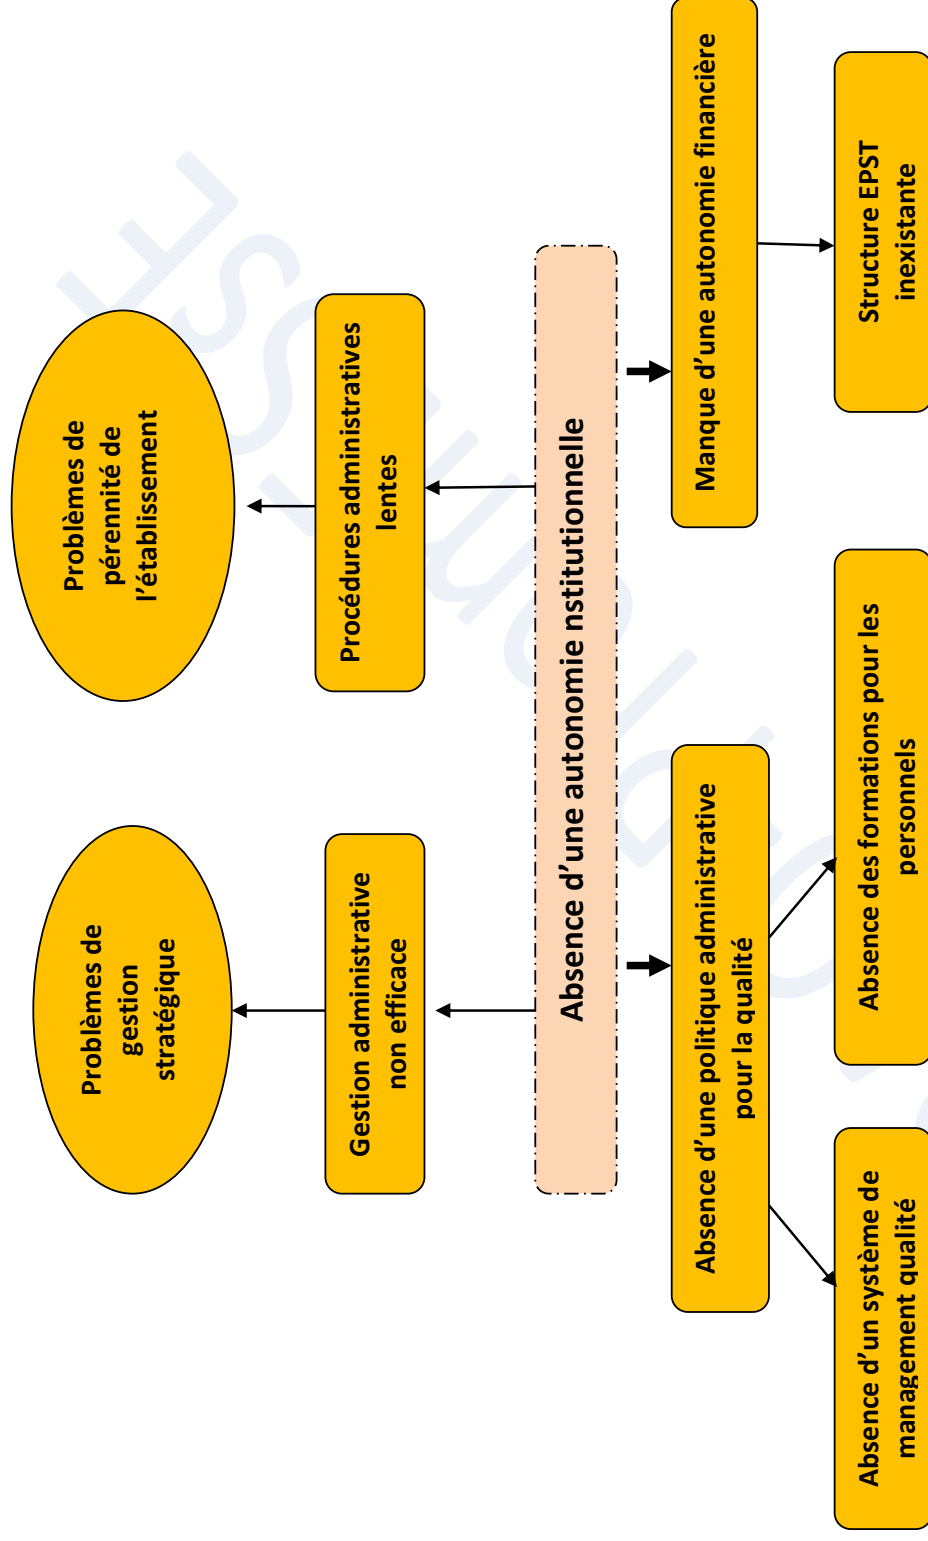 Problèmes de
gestion
stratégique
Problèmes de
pérennité de
l’établissement
Gestion administrative
non efficace
Procédures administratives
lentes
Absence d’une autonomie nstitutionnelle
Absence d’une politique administrative
pour la qualité
Manque d’une autonomie financière
Absence d’un système de
management qualité
Absence des formations pour les
personnels
Structure EPST
inexistante